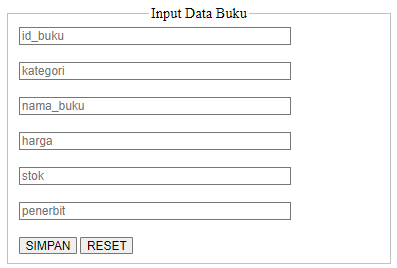 Input Data Buku
id_buku
kategori
nama_buku
harga
stok
penerbit
SIMPAN RESET